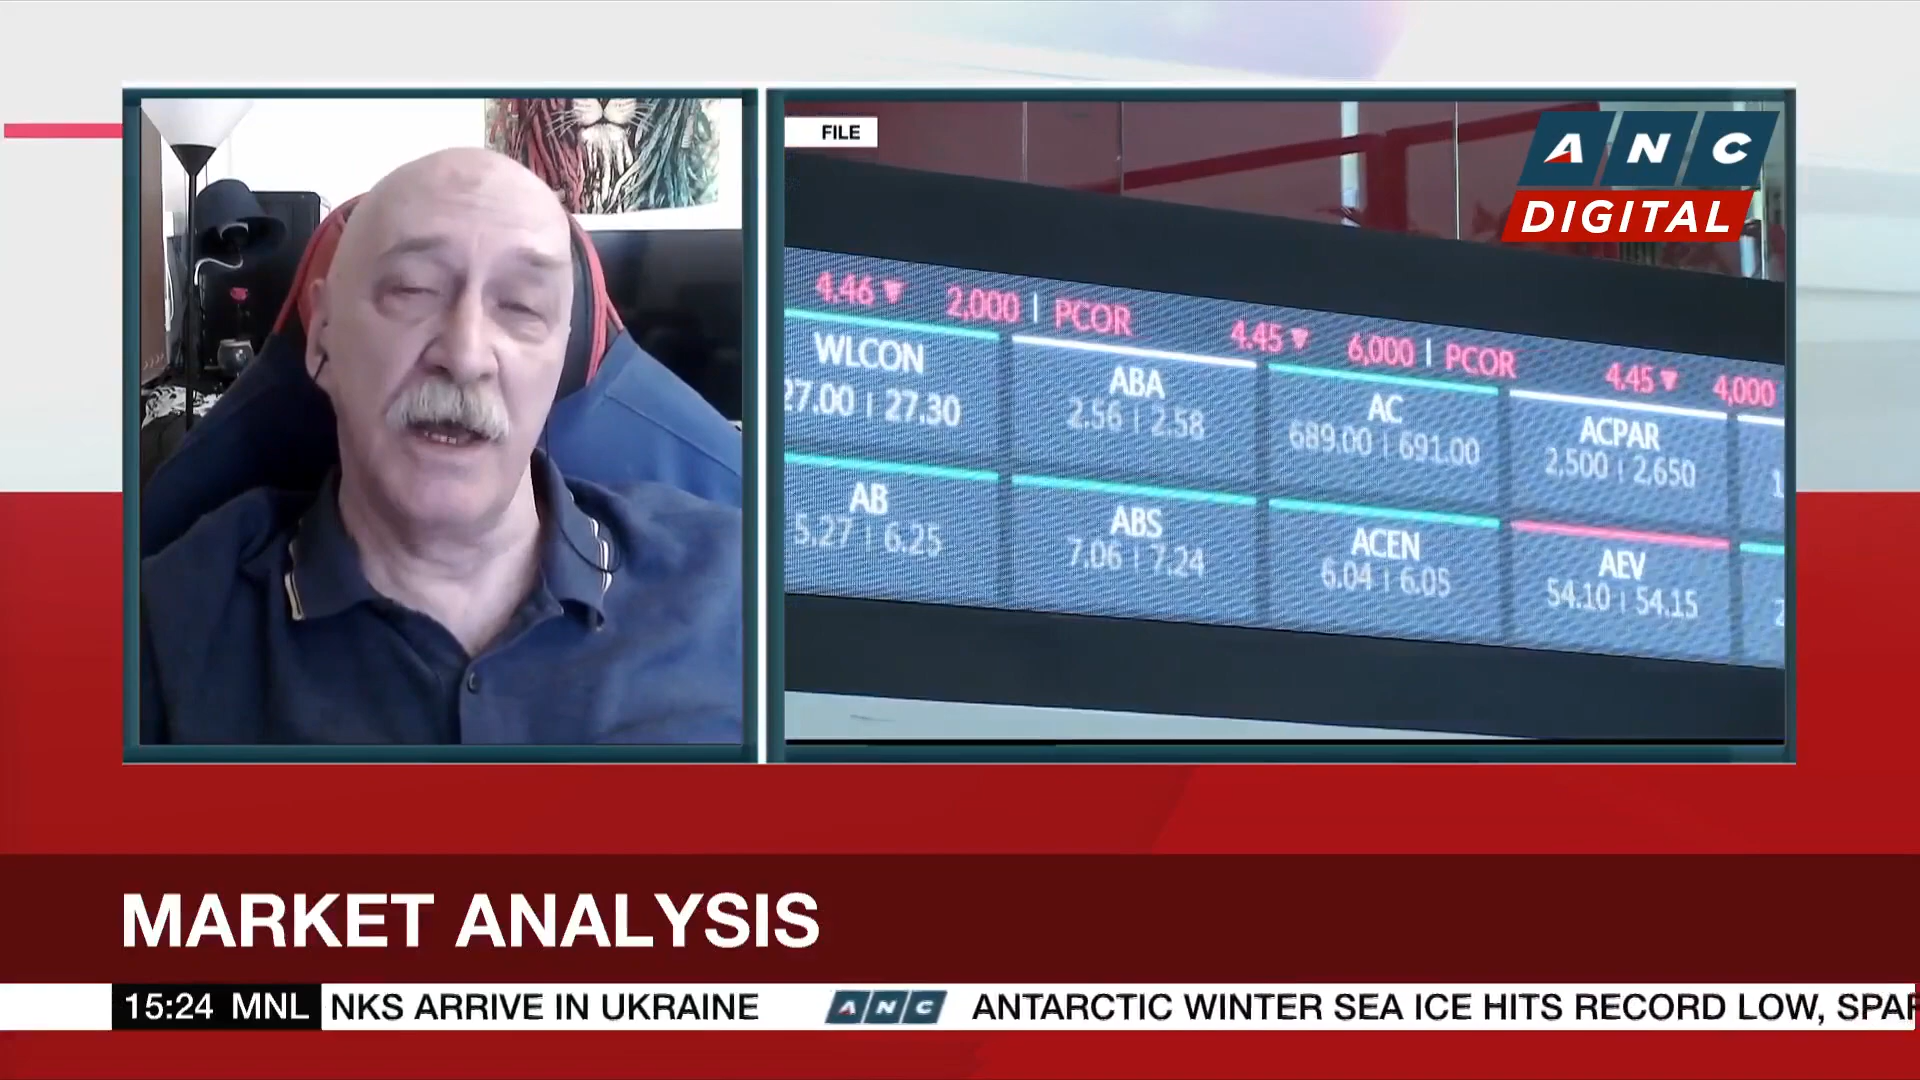 FILE
ANC
DIGITAL
4.46▼ 2,000 | PCOR 4.45▼ 6,000 | PCOR 4.45▼ 4,000
WLCON
27.00 | 27.30
ABA
2.56 | 2.58
AC
689.00 | 691.00
ACPAR
2,500 | 2,650
AB
5.27 | 6.25
ABS
7.06 | 7.24
ACEN
6.04 | 6.05
AEV
54.10 | 54.15
MARKET ANALYSIS
15:24 MNL NKS ARRIVE IN UKRAINE ANC ANTARCTIC WINTER SEA ICE HITS RECORD LOW, SPAR